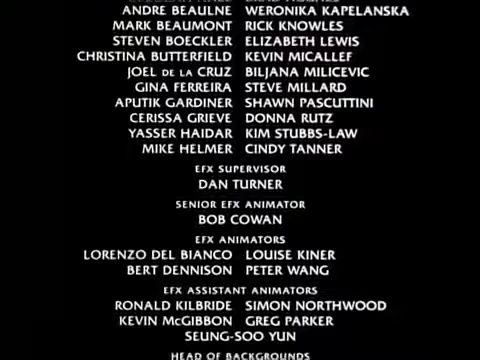 ANDRE BEAULNE WERONIKA KAPELANSKA
MARK BEAUMONT RICK KNOWLES
STEVEN BOECKLER ELIZABETH LEWIS
CHRISTINA BUTTERFIELD KEVIN MICALLEF
JOEL DE LA CRUZ BILJANA MILICEVIC
GINA FERREIRA STEVE MILLARD
APUTIK GARDINER SHAWN PASCUTTINI
CERISSA GRIEVE DONNA RUTZ
YASSER HAIDAR KIM STUBBS-LAW
MIKE HELMER CINDY TANNER
EFX SUPERVISOR
DAN TURNER
SENIOR EFX ANIMATOR
BOB COWAN
EFX ANIMATORS
LORENZO DEL BIANCO LOUISE KINER
BERT DENNISON PETER WANG
EFX ASSISTANT ANIMATORS
RONALD KILBRIDE SIMON NORTHWOOD
KEVIN McGIBBON GREG PARKER
SEUNG-SOO YUN
HEAD OF BACKGROUNDS